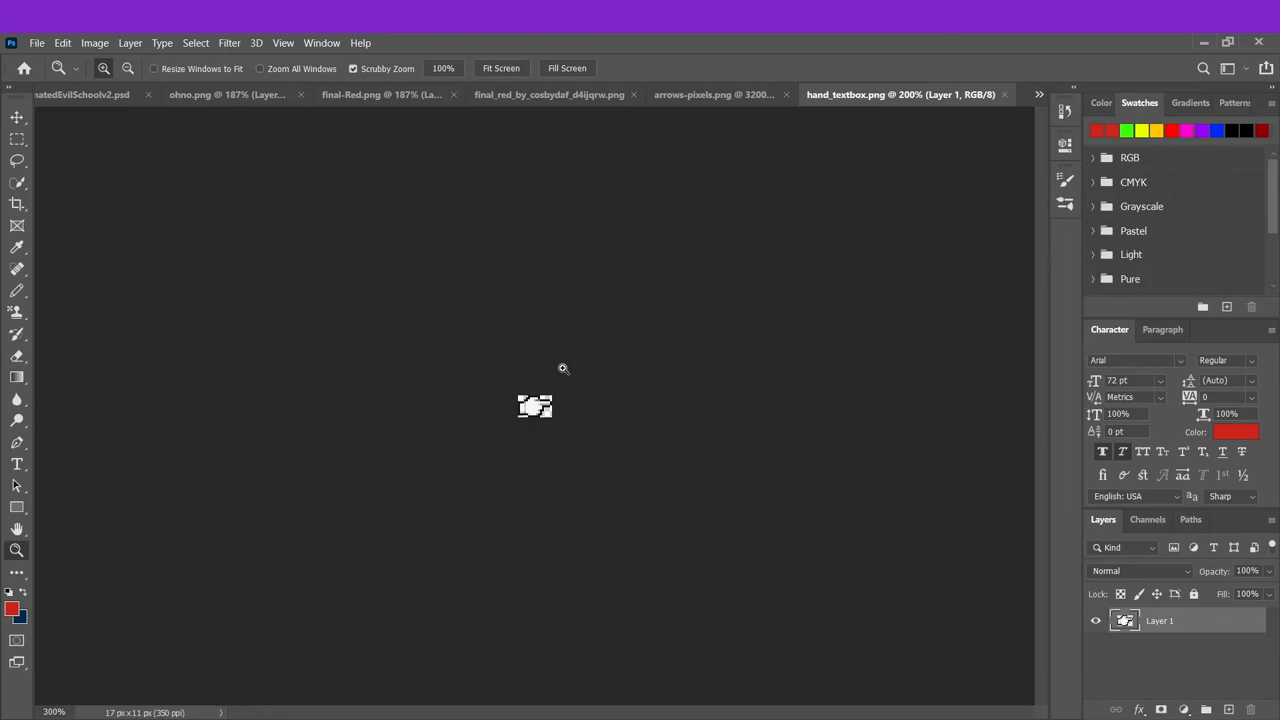 Ps File Edit Image Layer Type Select Filter 3D View Window Help
Resize Windows to Fit Zoom All Windows Scrubby Zoom 100% Fit Screen Fill Screen
natedEvilSchoolv2.psd ohno.png @ 187% (Layer... final-Red.png @ 187% (La... final_red_by_cosbydaf_d4ijqrw.png arrows-pixels.png @ 3200... hand_textbox.png @ 200% (Layer 1, RGB/8)
Color Swatches Gradients Patterns
RGB
CMYK
Grayscale
Pastel
Light
Pure
Character Paragraph
Arial Regular
72 pt (Auto)
Metrics 0
100% 100%
0 pt Color:
English: USA Sharp
Layers Channels Paths
Kind
Normal Opacity: 100%
Lock: Fill: 100%
Layer 1
300% 17 px x 11 px (350 ppi)